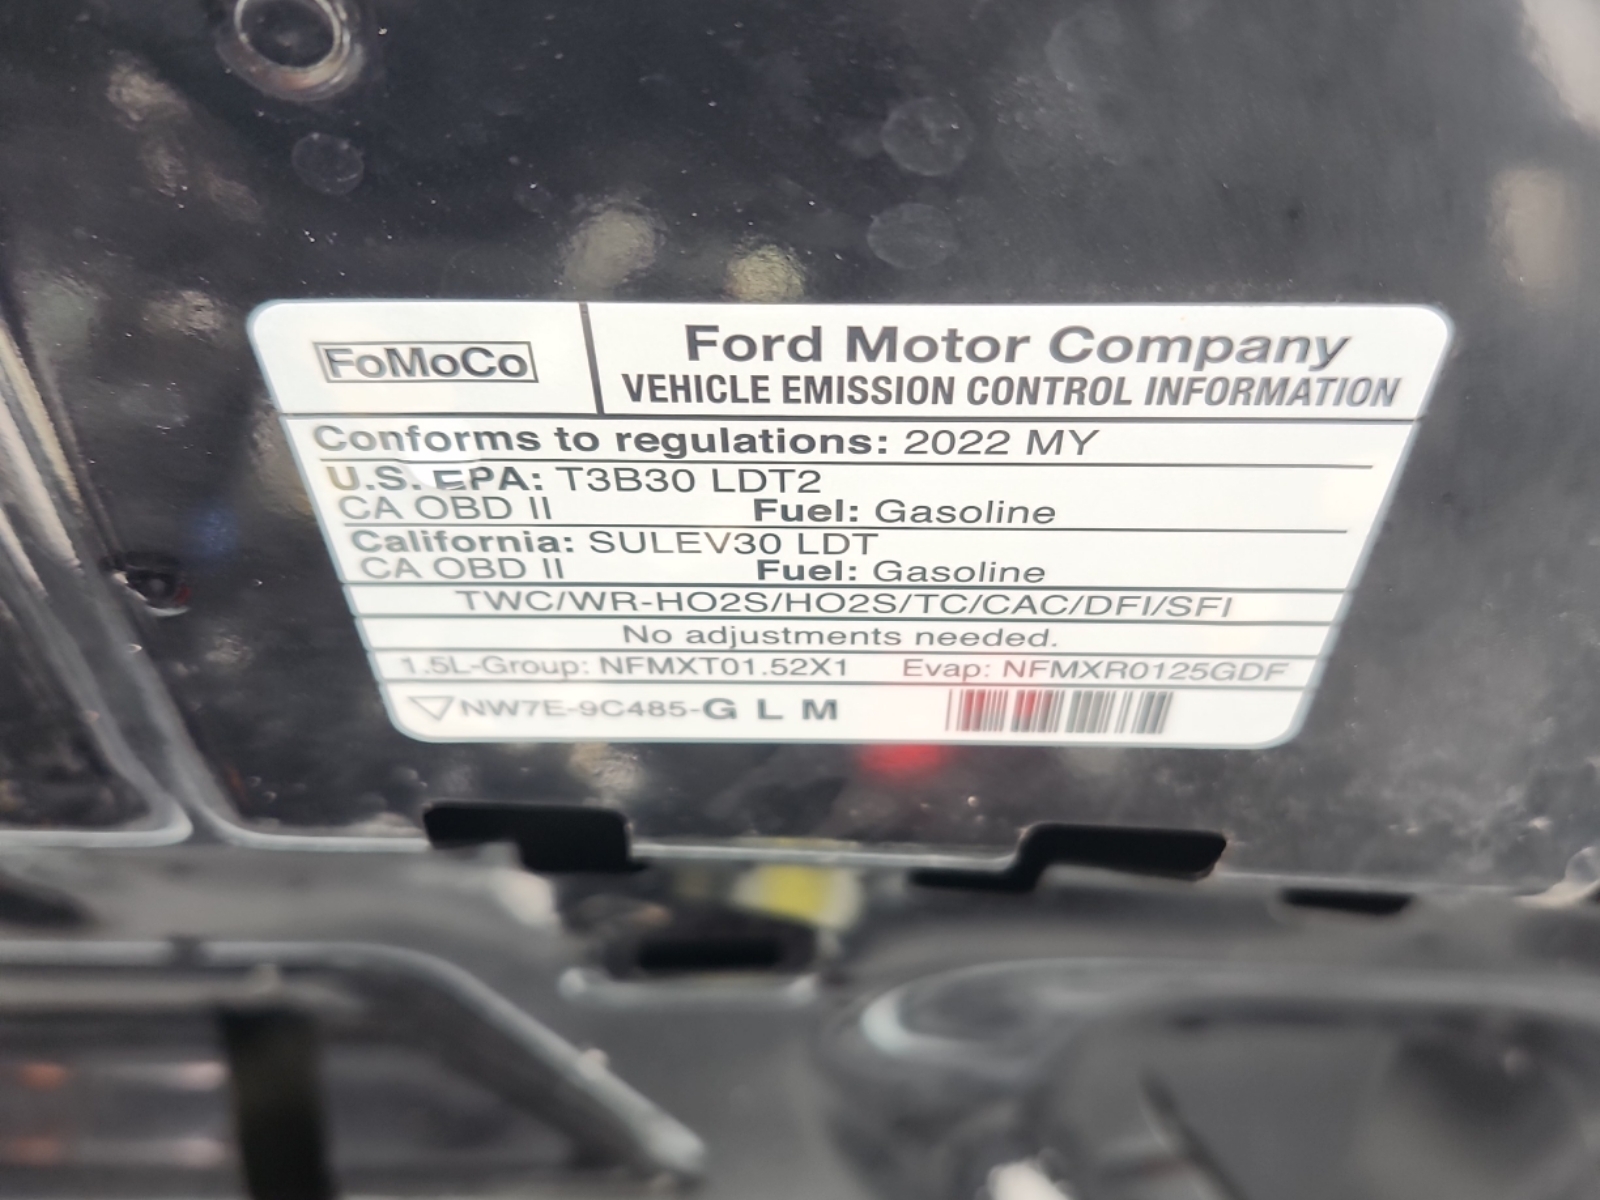 FoMoCo
Ford Motor Company
VEHICLE EMISSION CONTROL INFORMATION
Conforms to regulations: 2022 MY
U.S. EPA: T3B30 LDT2
CA OBD II Fuel: Gasoline
California: SULEV30 LDT
CA OBD II Fuel: Gasoline
TWC/WR-HO2S/HO2S/TC/CAC/DFI/SFI
No adjustments needed.
1.5L-Group: NFMXT01.52X1 Evap: NFMXR0125GDF
NW7E-9C485-G L M